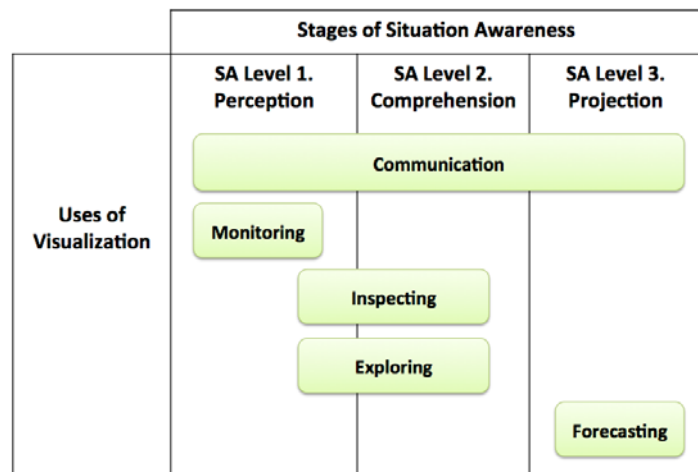 Stages of Situation Awareness
SA Level 1.
Perception
SA Level 2.
Comprehension
SA Level 3.
Projection
Uses of
Visualization
Communication
Monitoring
Inspecting
Exploring
Forecasting